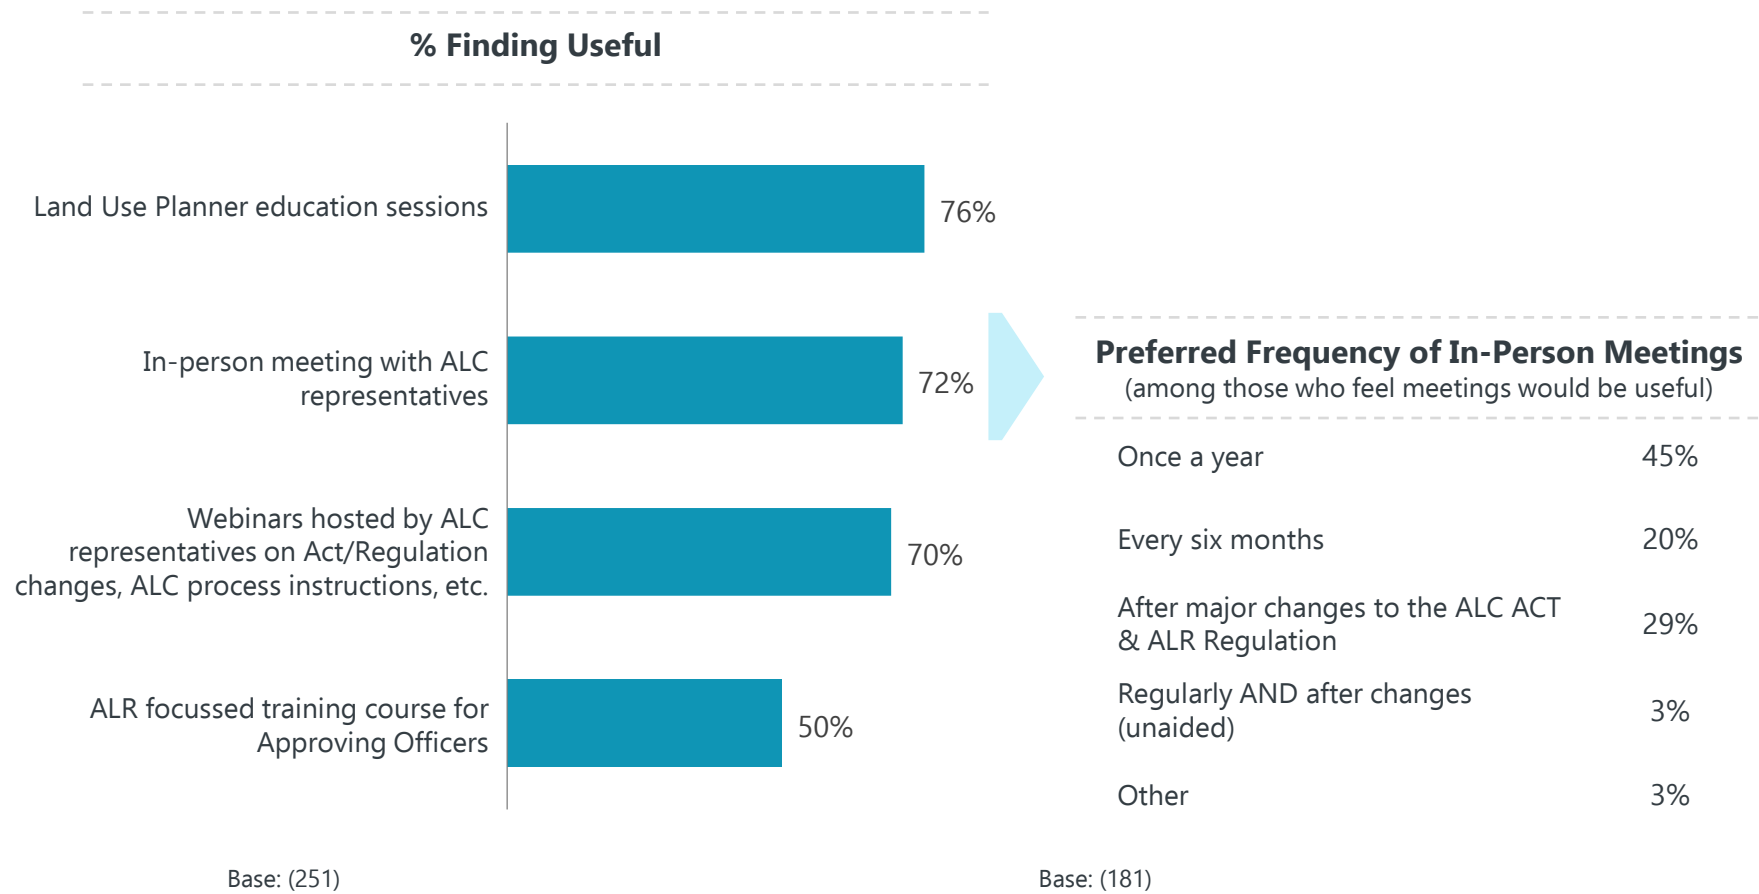 % Finding Useful
Land Use Planner education sessions
76%
In-person meeting with ALC
representatives
72%
Webinars hosted by ALC
representatives on Act/Regulation
changes, ALC process instructions, etc.
70%
ALR focussed training course for
Approving Officers
50%
Base: (251)
Preferred Frequency of In-Person Meetings
(among those who feel meetings would be useful)
Once a year 45%
Every six months 20%
After major changes to the ALC ACT
& ALR Regulation
29%
Regularly AND after changes
(unaided)
3%
Other 3%
Base: (181)